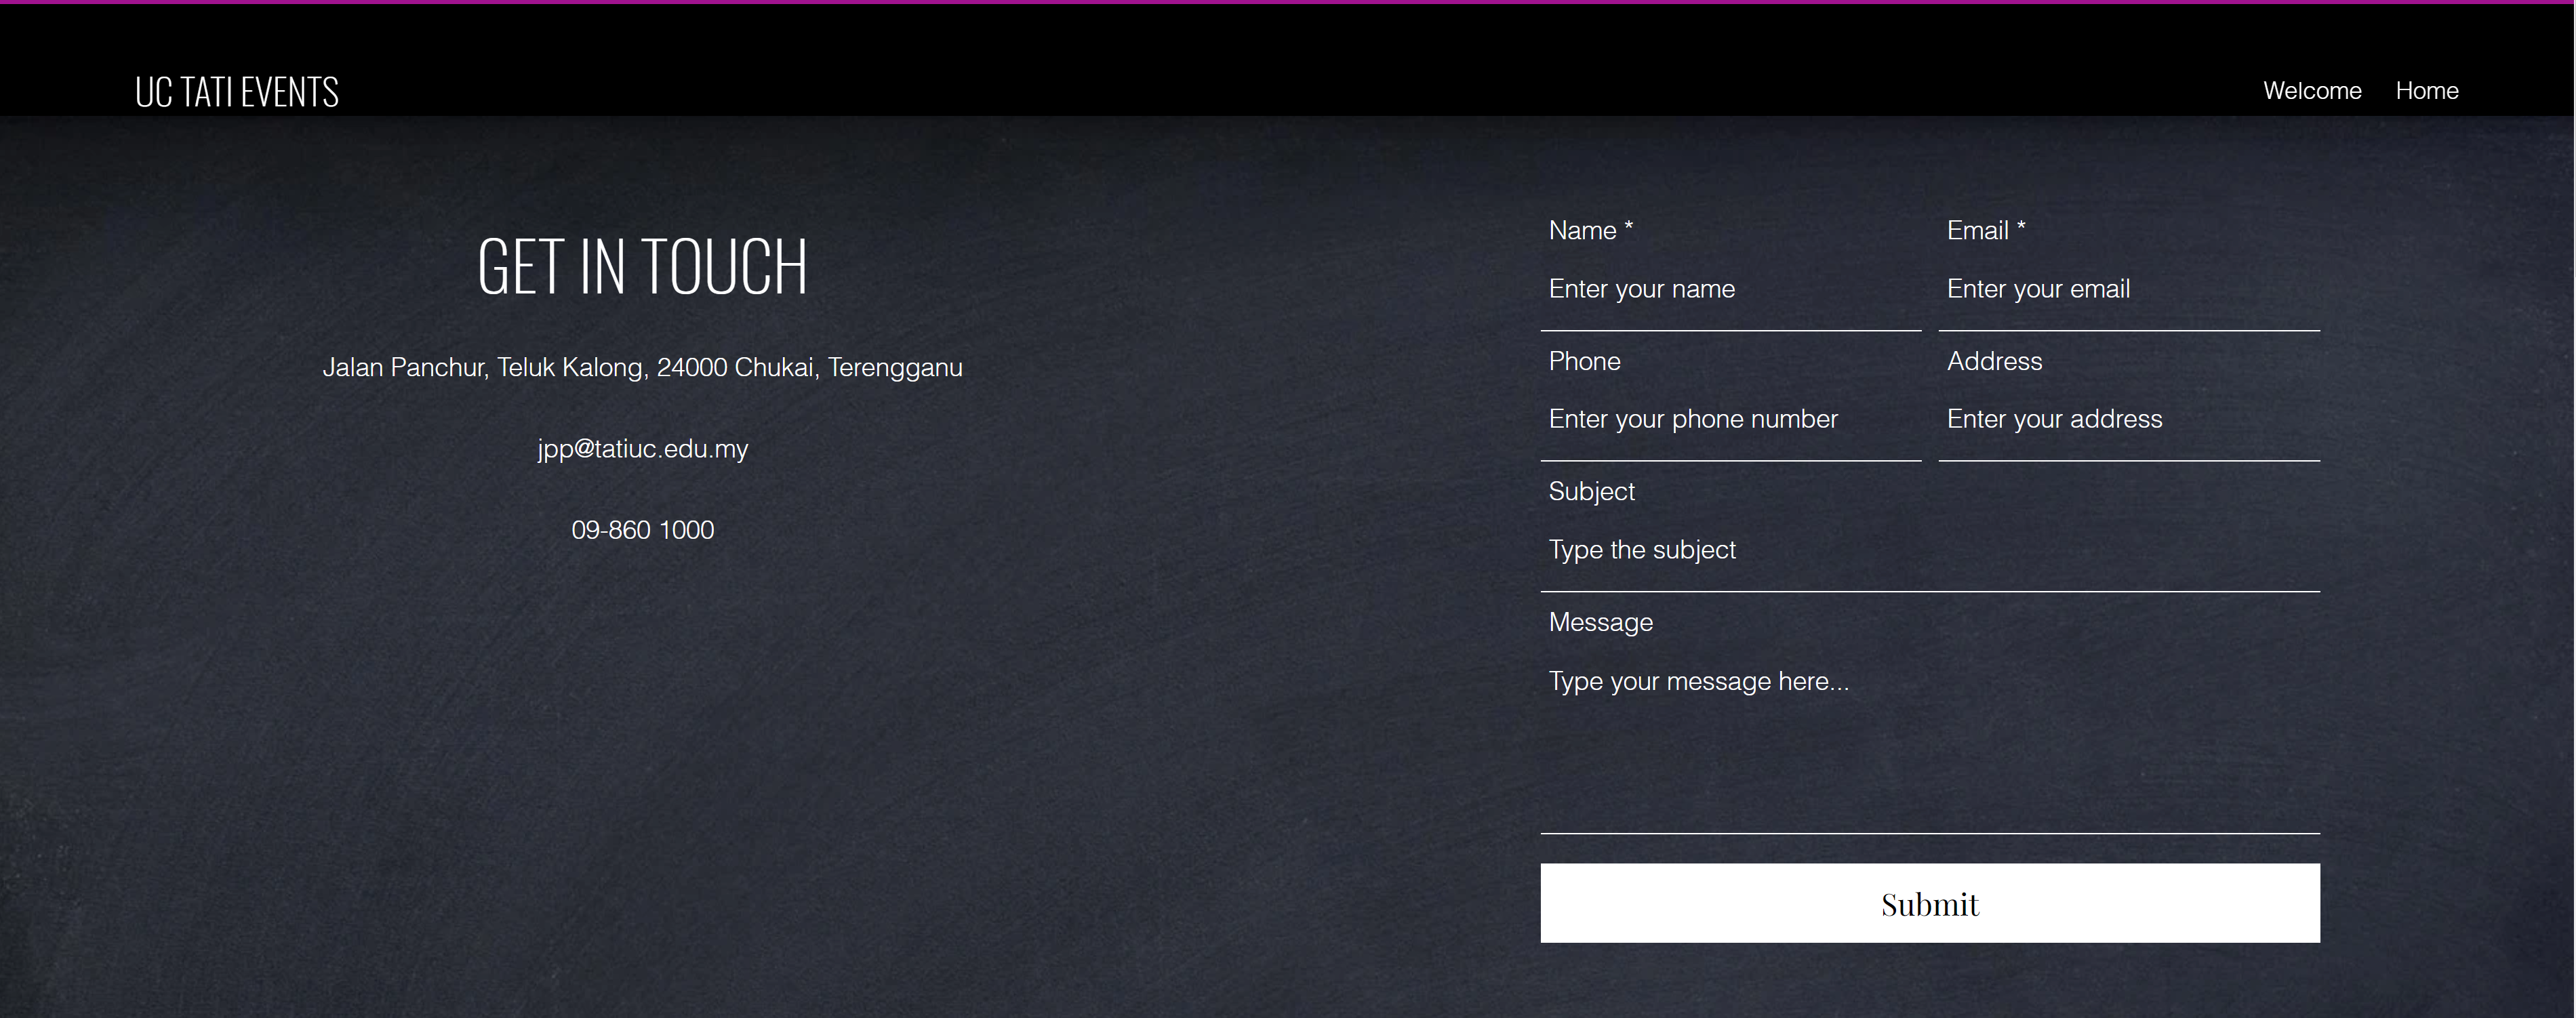 UC TATI EVENTS
Welcome Home
GET IN TOUCH
Jalan Panchur, Teluk Kalong, 24000 Chukai, Terengganu
jpp@tatiuc.edu.my
09-860 1000
Name * Email *
Enter your name Enter your email
Phone Address
Enter your phone number Enter your address
Subject
Type the subject
Message
Type your message here...
Submit